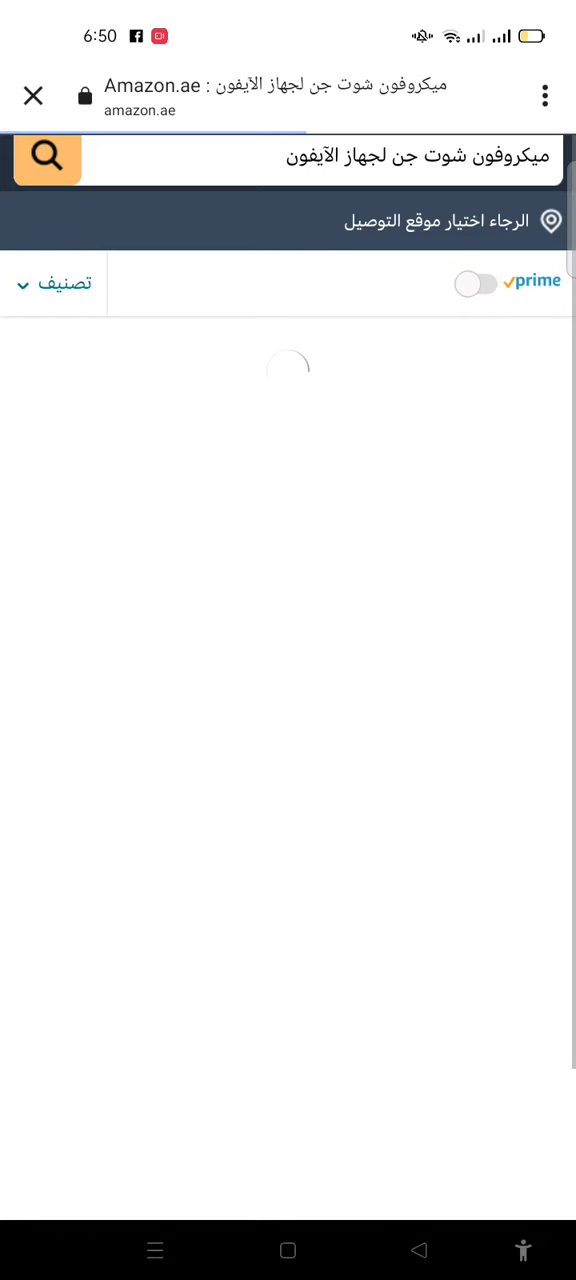 6:50
Amazon.ae : ميكروفون شوت جن لجهاز الآيفون
amazon.ae
ميكروفون شوت جن لجهاز الآيفون
الرجاء اختيار موقع التوصيل
prime
تصنيف